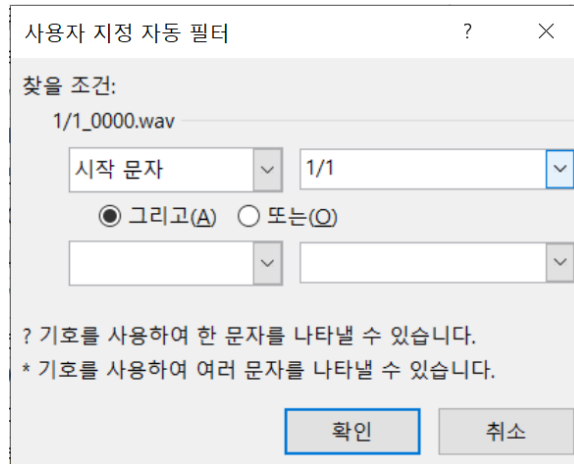 사용자 지정 자동 필터
찾을 조건:
1/1_0000.wav
시작 문자 1/1
그리고(A) 또는(O)
? 기호를 사용하여 한 문자를 나타낼 수 있습니다.
* 기호를 사용하여 여러 문자를 나타낼 수 있습니다.
확인 취소